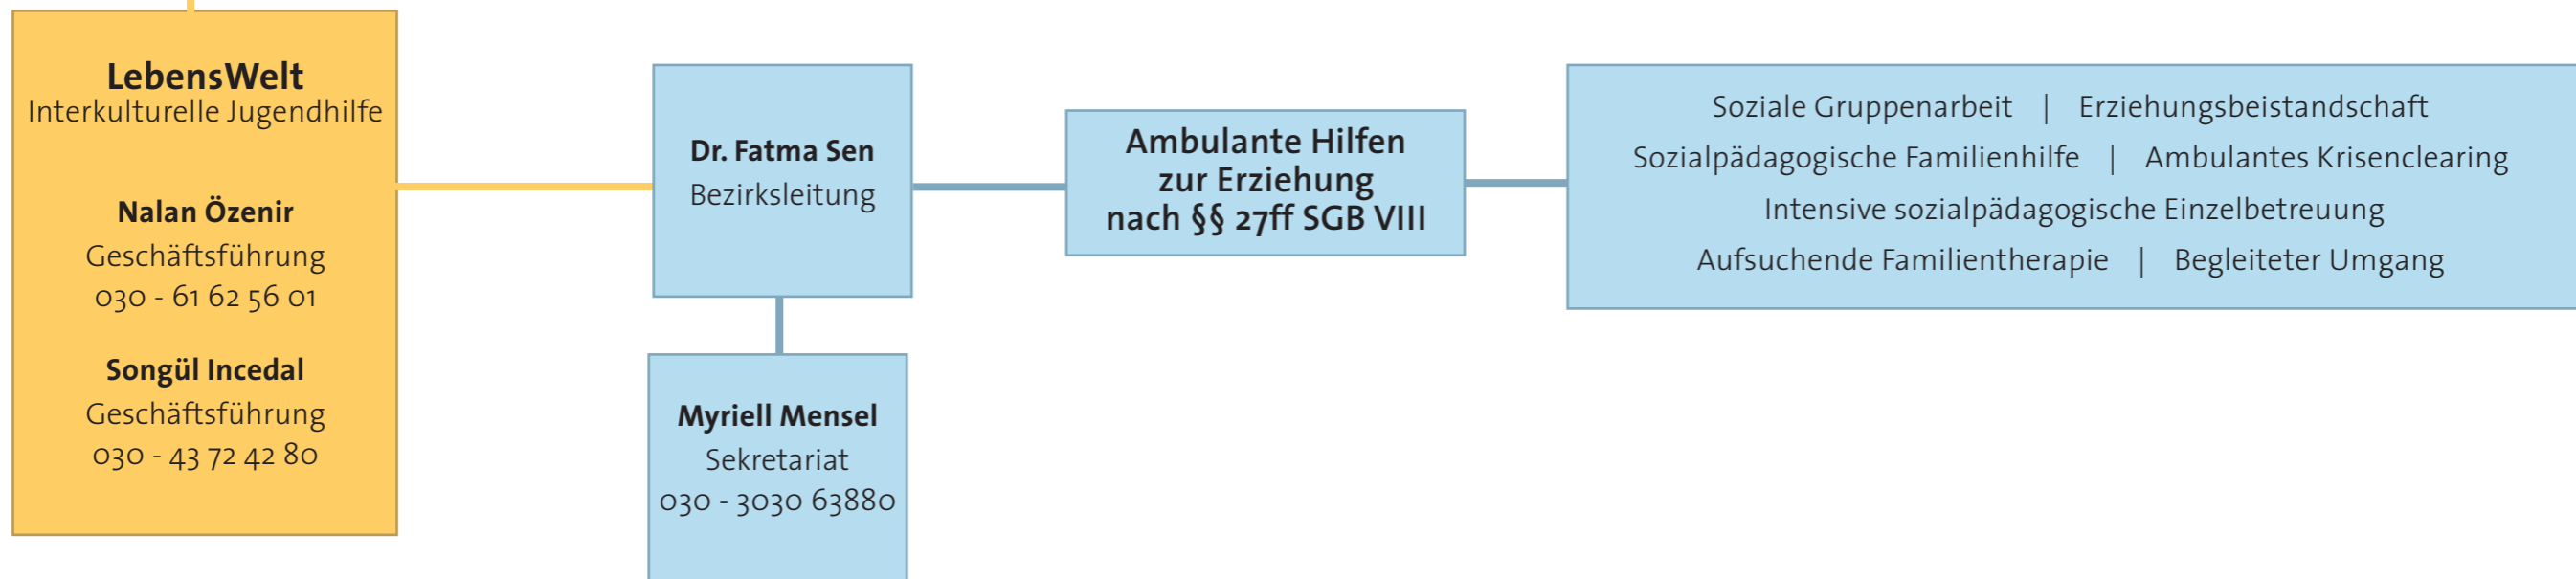 LebensWelt
Interkulturelle Jugendhilfe
Nalan Özenir
Geschäftsführung
030 - 61 62 56 01
Songül Incedal
Geschäftsführung
030 - 43 72 42 80
Dr. Fatma Sen
Bezirksleitung
Myriell Mensel
Sekretariat
030 - 3030 63880
Ambulante Hilfen
zur Erziehung
nach §§ 27ff SGB VIII
Soziale Gruppenarbeit | Erziehungsbeistandschaft
Sozialpädagogische Familienhilfe | Ambulantes Krisenclearing
Intensive sozialpädagogische Einzelbetreuung
Aufsuchende Familientherapie | Begleiteter Umgang